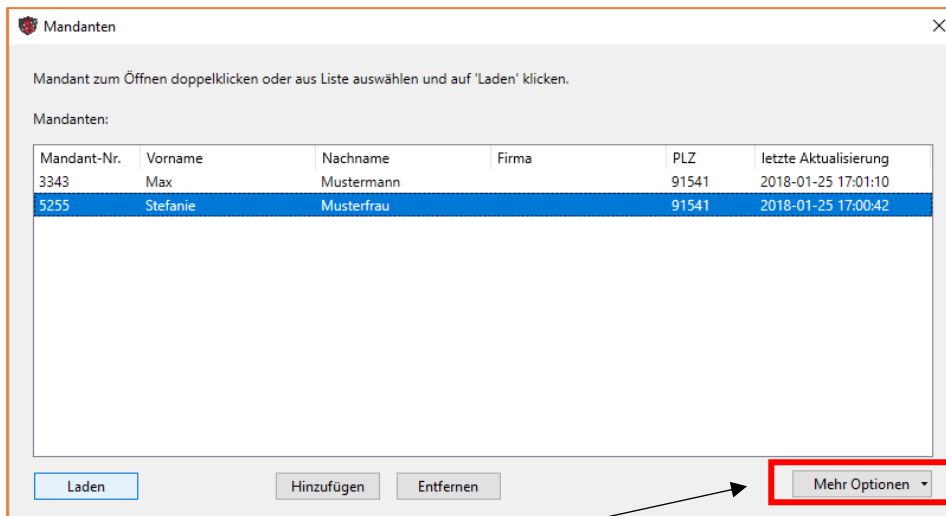 Mandanten
Mandant zum Öffnen doppelklicken oder aus Liste auswählen und auf 'Laden' klicken.
Mandanten:
Mandant-Nr. Vorname Nachname Firma PLZ letzte Aktualisierung
3343 Max Mustermann 91541 2018-01-25 17:01:10
5255 Stefanie Musterfrau 91541 2018-01-25 17:00:42
Laden Hinzufügen Entfernen Mehr Optionen